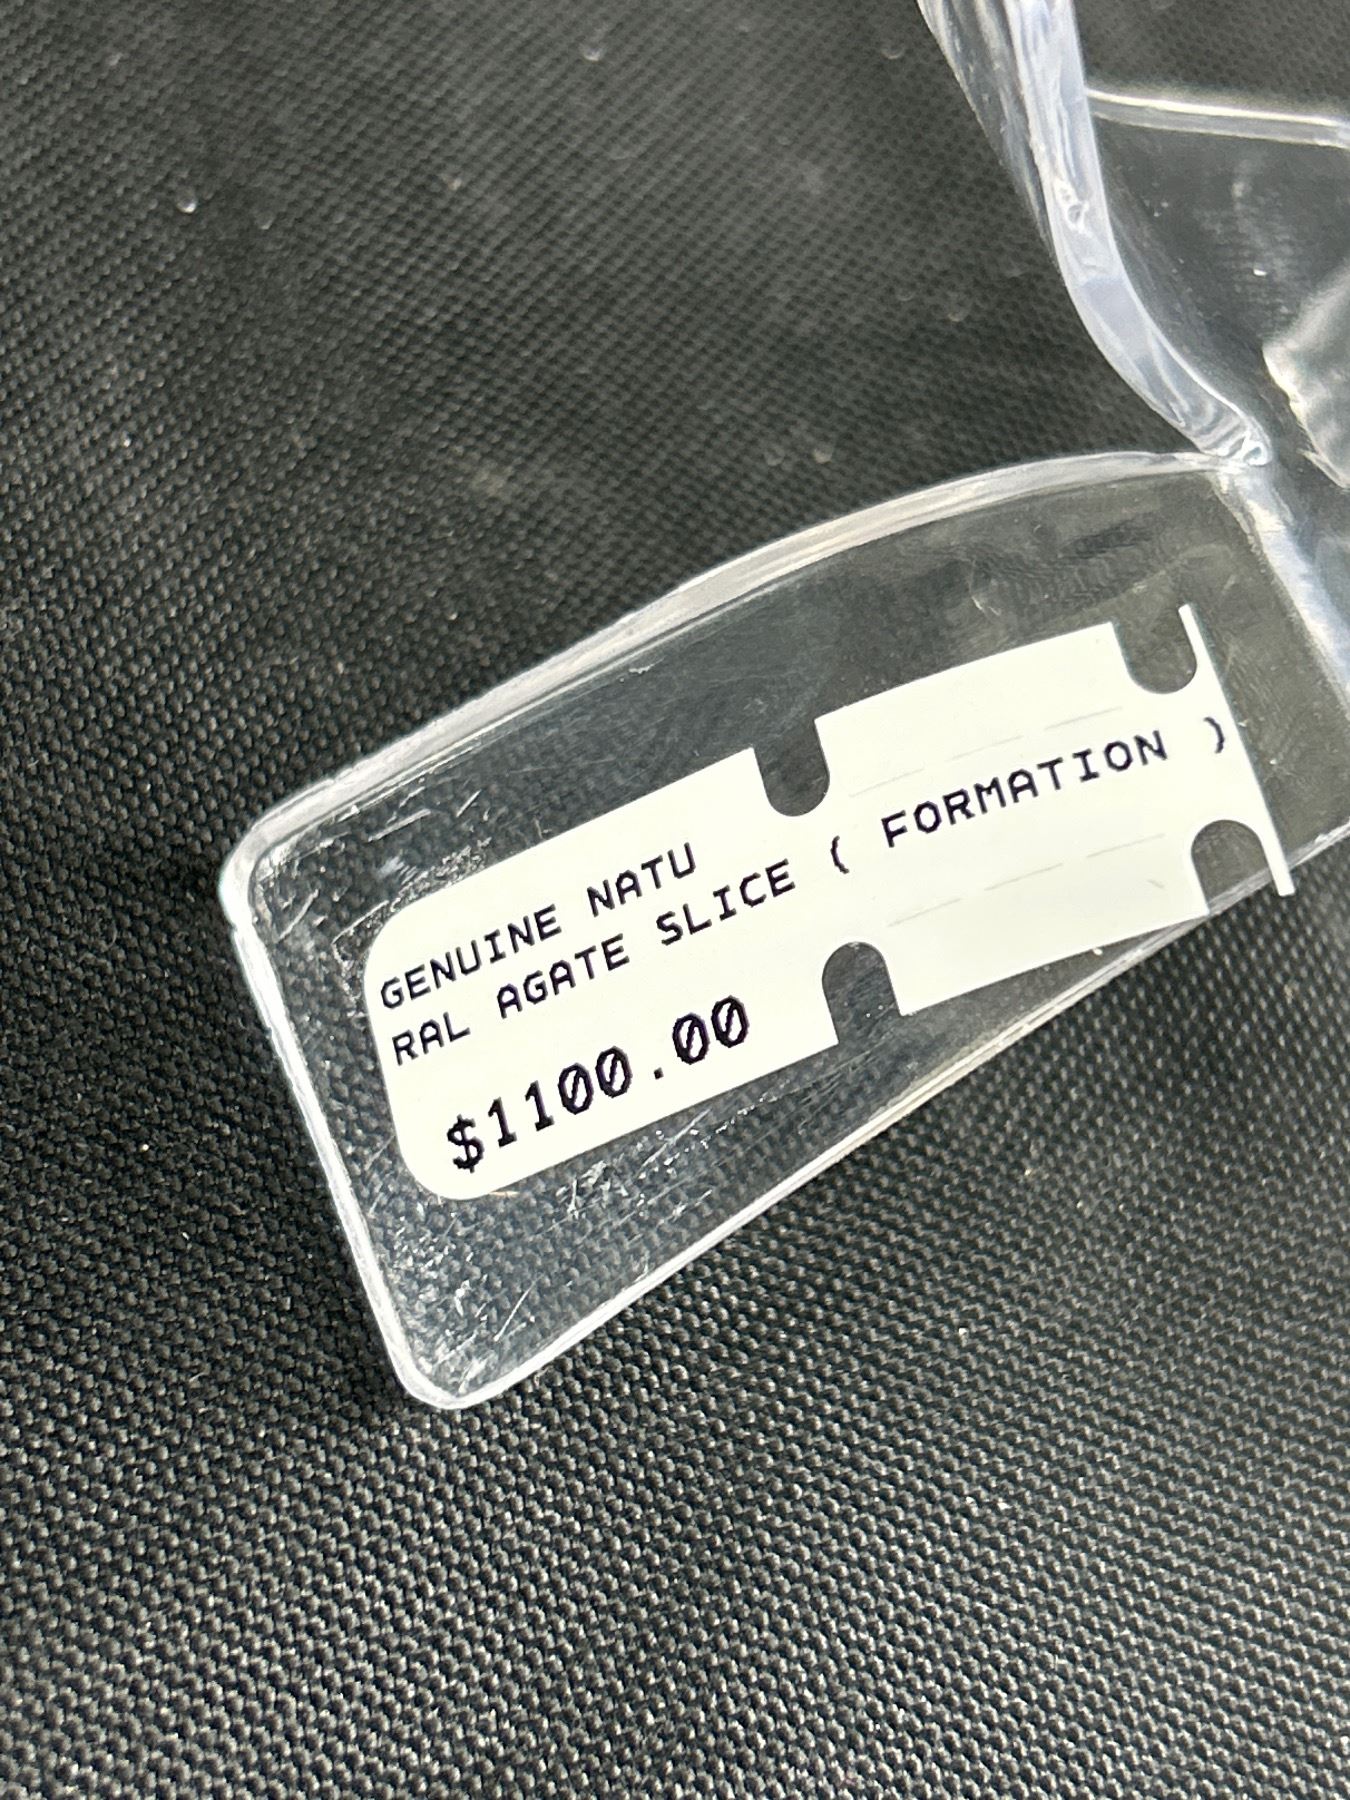 GENUINE NATU
RAL AGATE SLICE ( FORMATION )
$1100.00